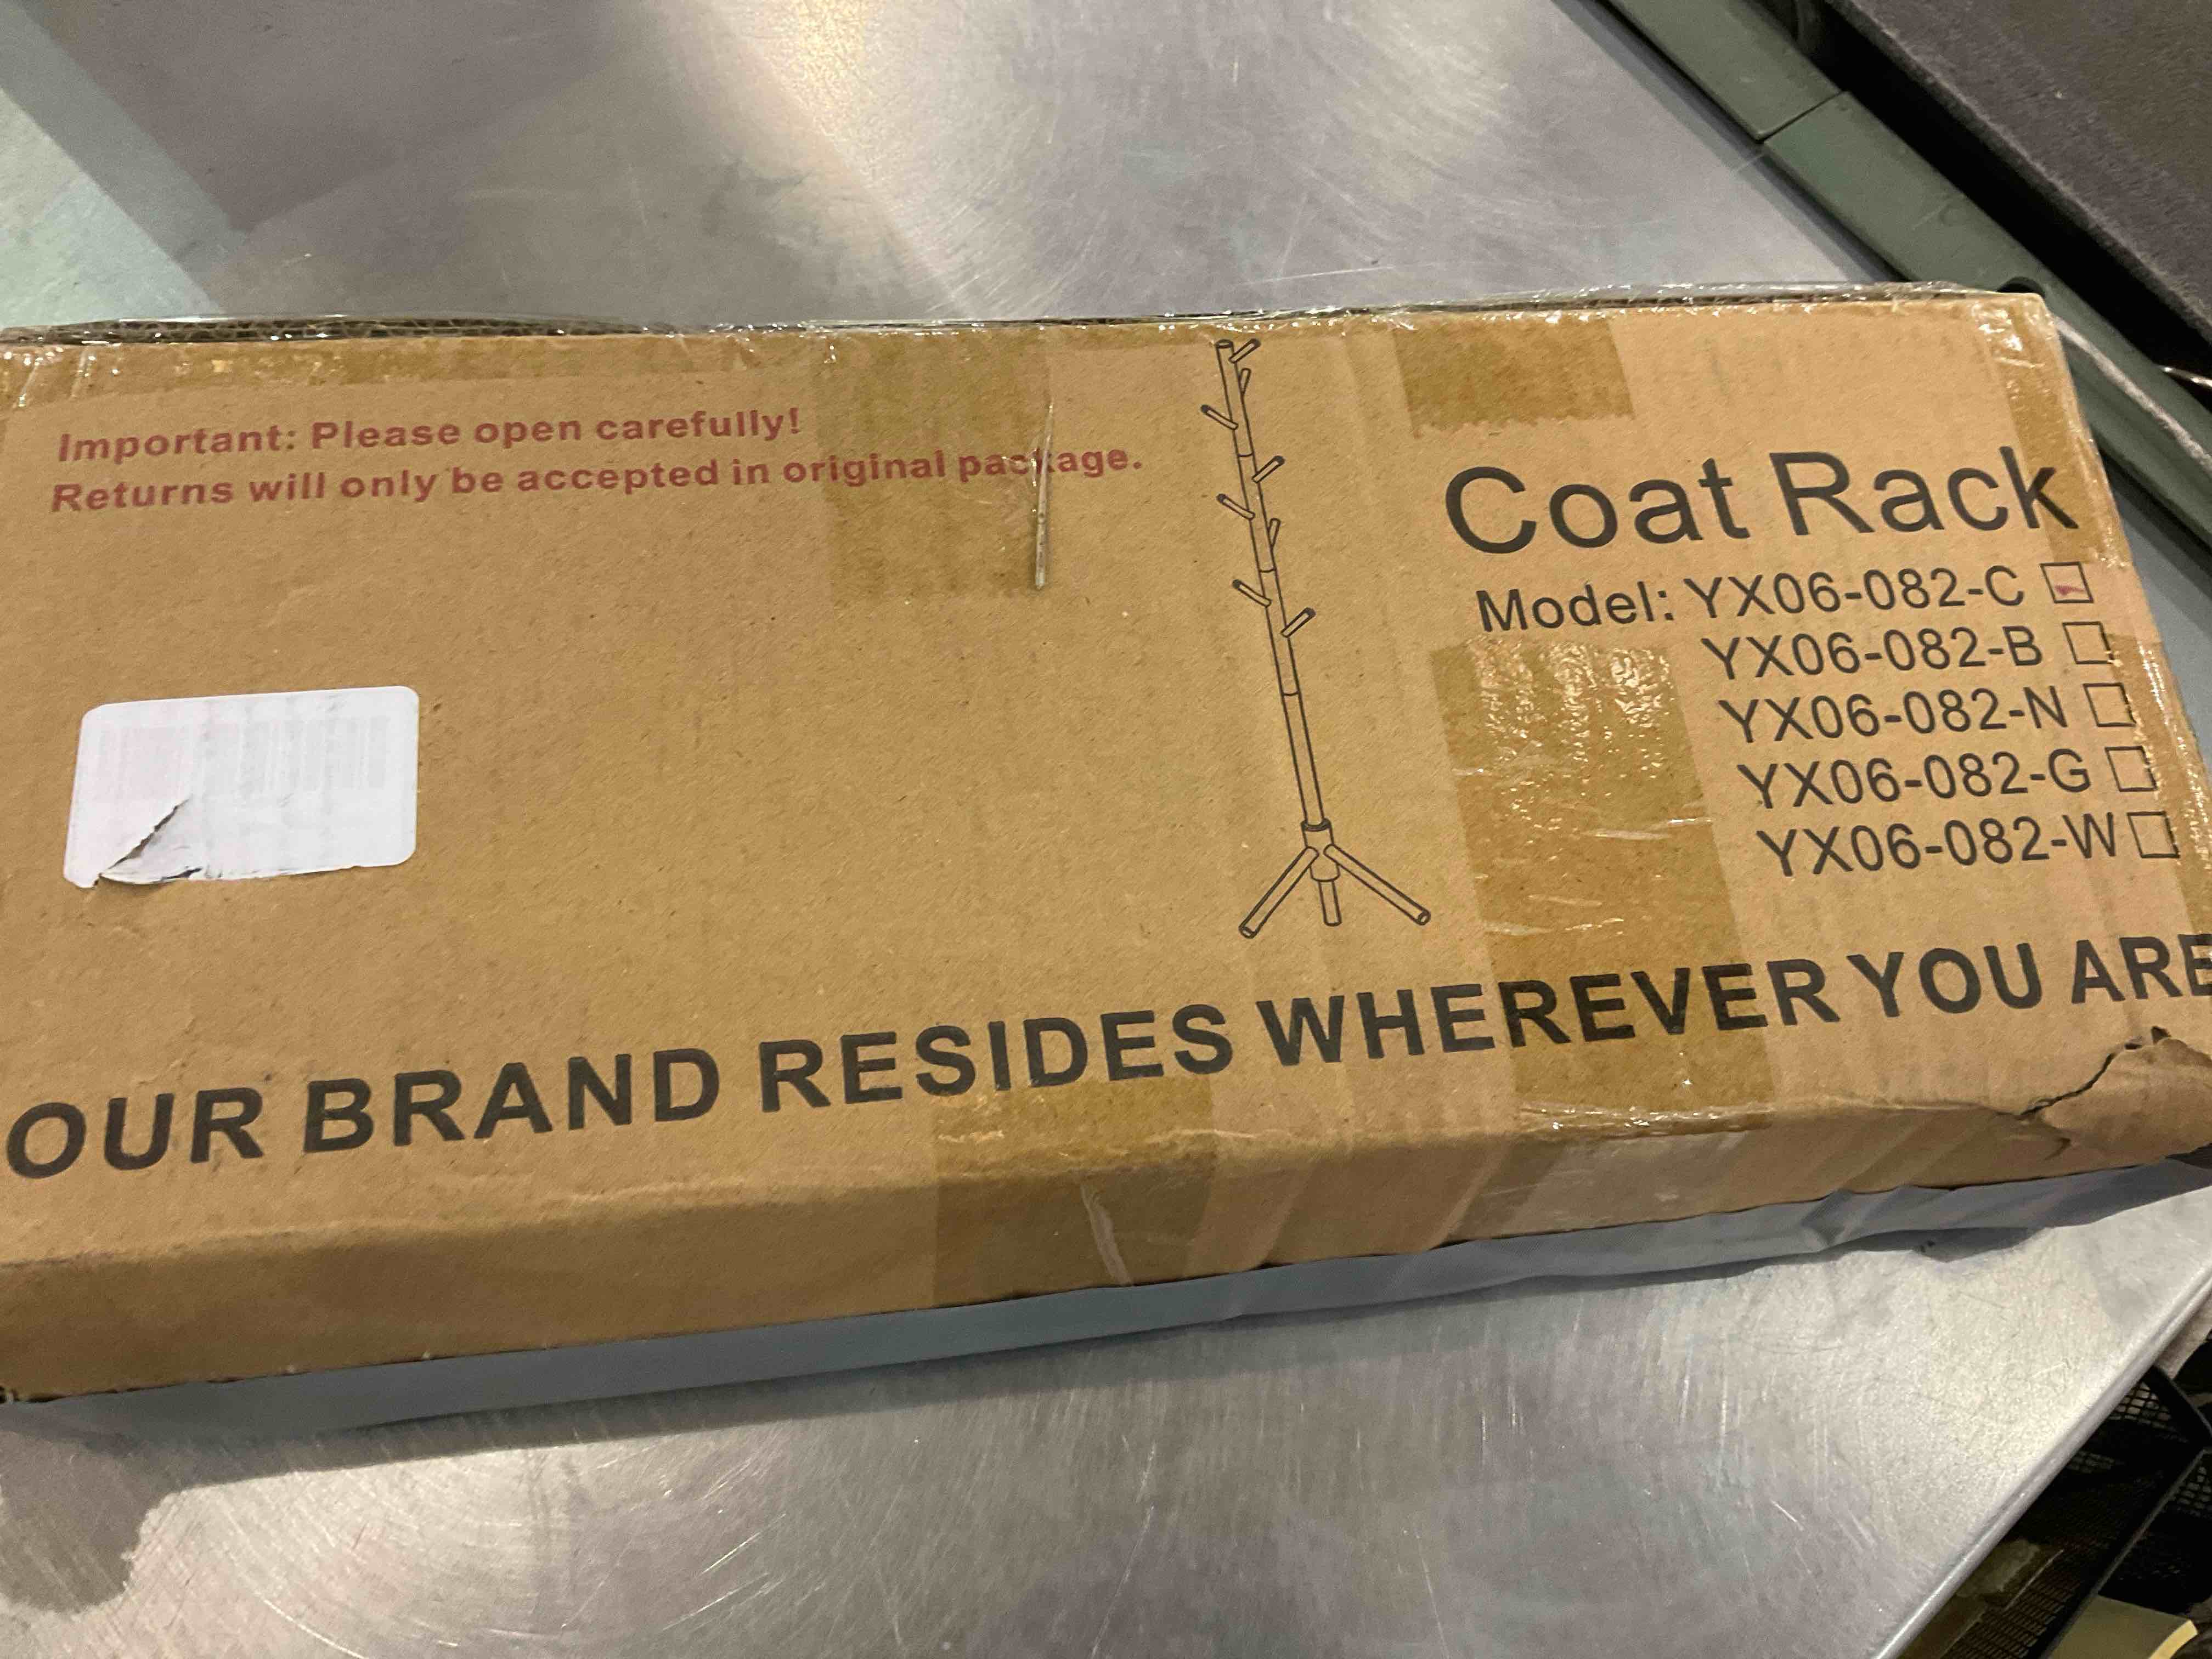 Important: Please open carefully!
Returns will only be accepted in original package.
Coat Rack
Model: YX06-082-C
YX06-082-B
YX06-082-N
YX06-082-G
YX06-082-W
OUR BRAND RESIDES WHEREVER YOU ARE